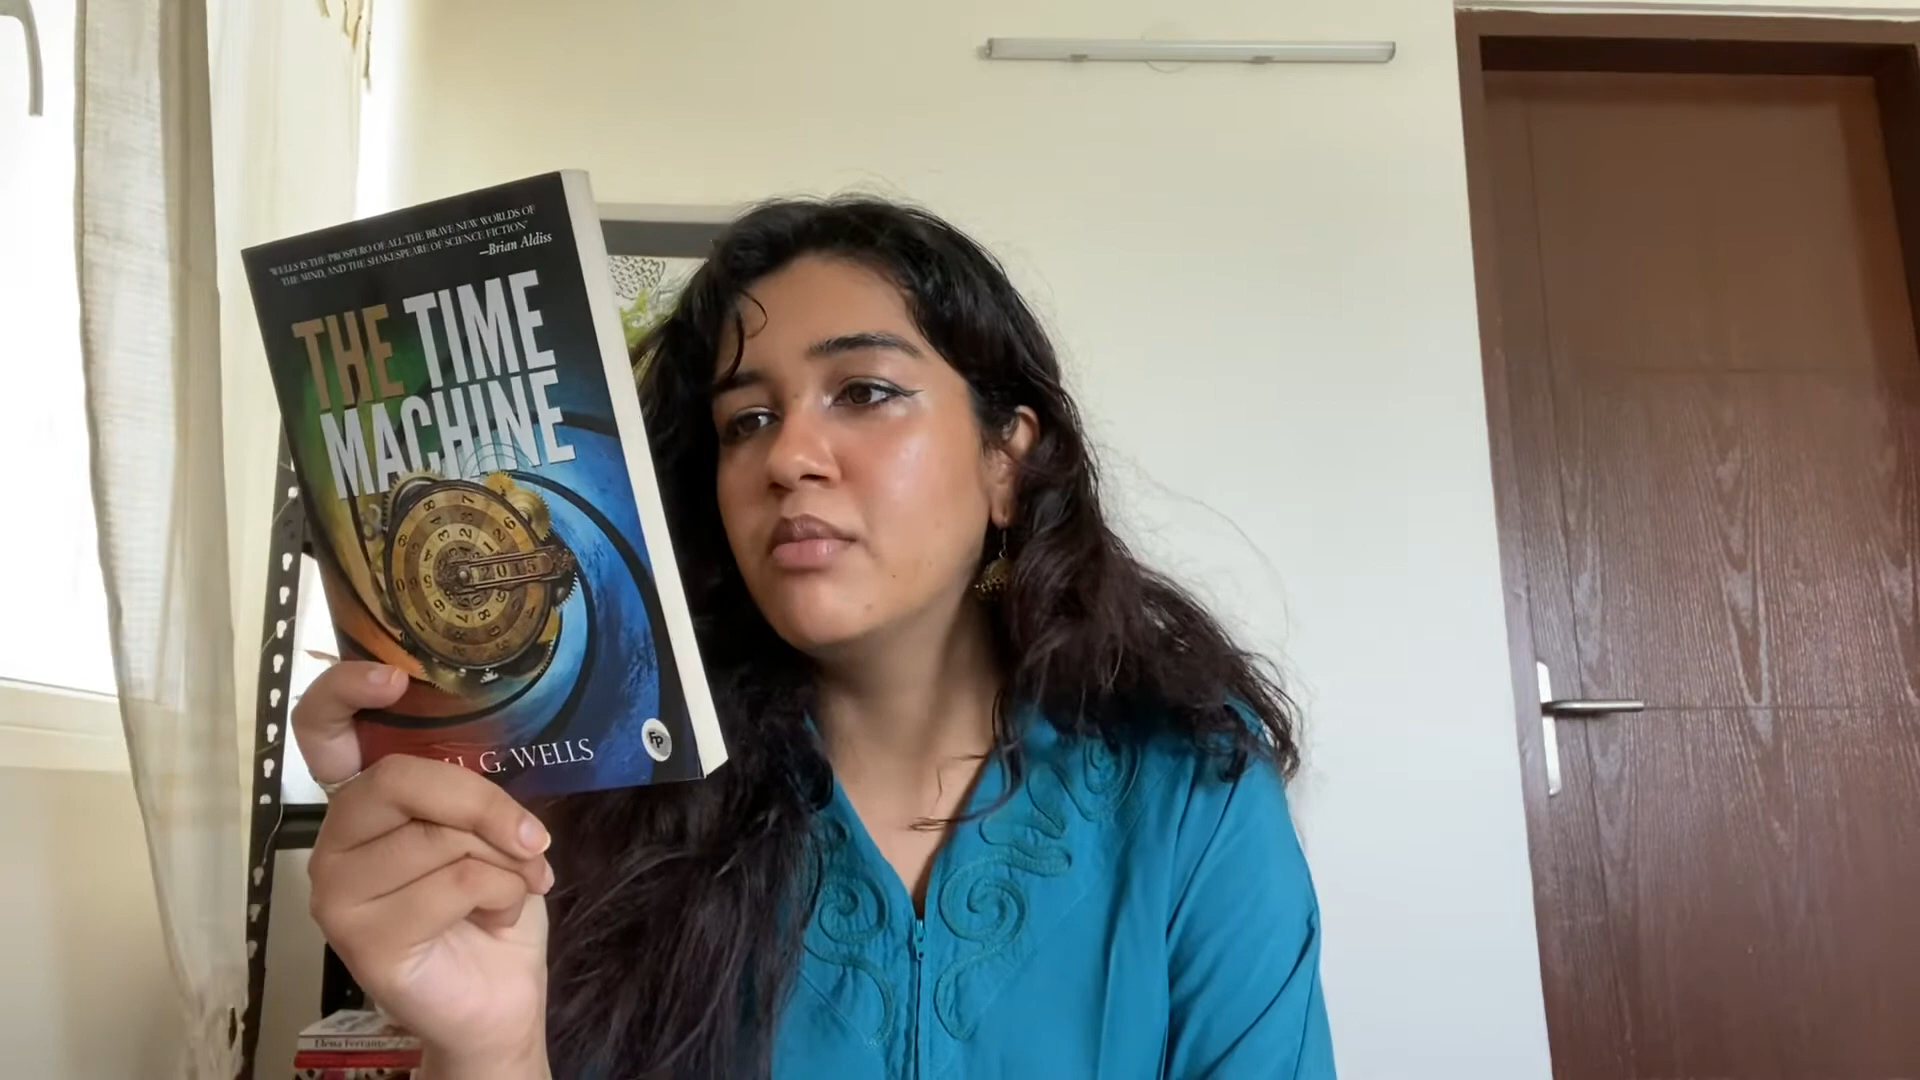 "WELLS IS THE PROSPERO OF ALL THE BRAVE NEW WORLDS OF
THE MIND, AND THE SHAKESPEARE OF SCIENCE FICTION"
—Brian Aldiss
THE TIME
MACHINE
2015
H. G. WELLS
FP
Elena Ferrante